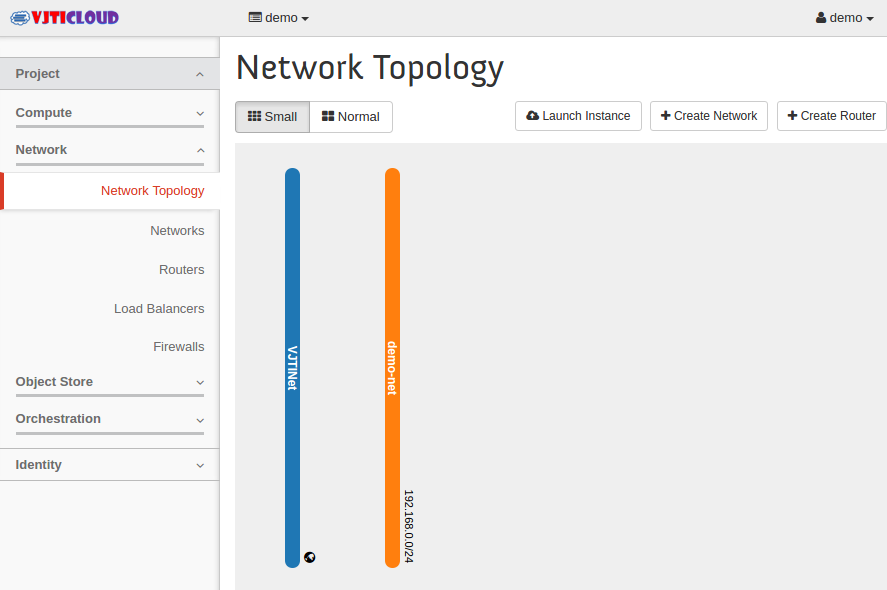 VJTICLOUD
demo
demo
Project
Compute
Network
Network Topology
Networks
Routers
Load Balancers
Firewalls
Object Store
Orchestration
Identity
Network Topology
Small
Normal
Launch Instance
Create Network
Create Router
VJTINet
demo-net
192.168.0.0/24